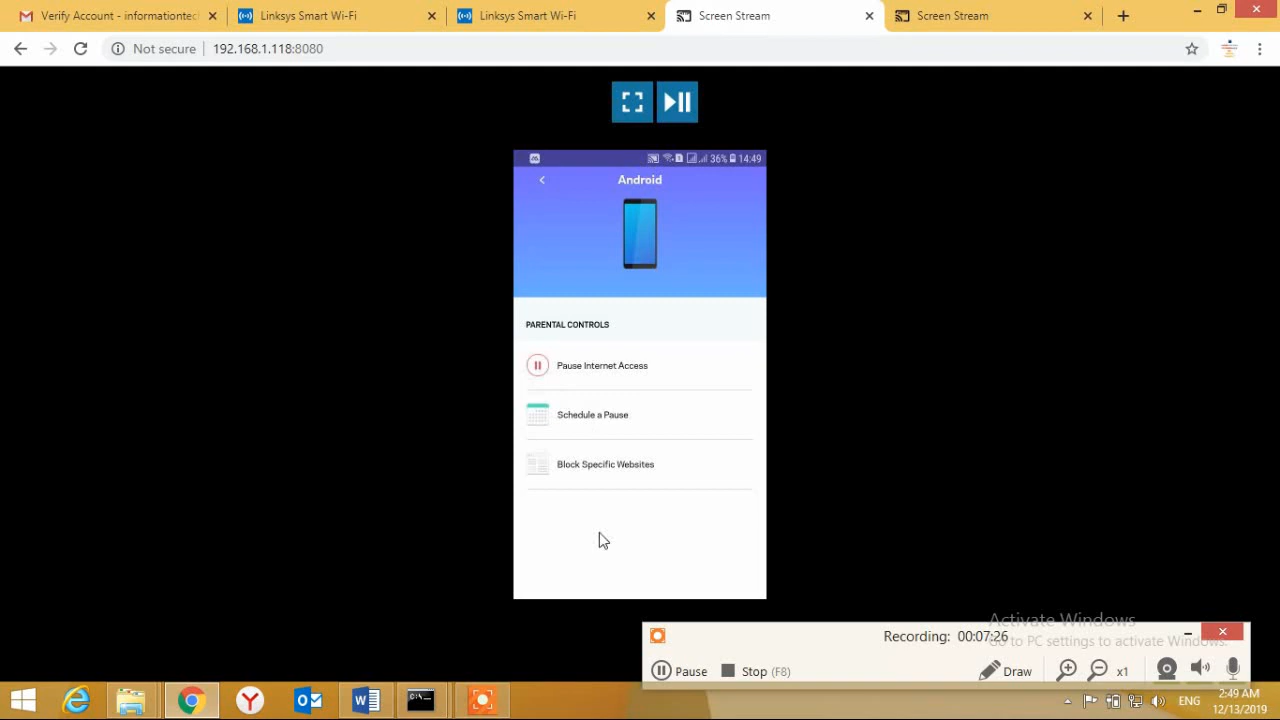 Verify Account - informationtec
Linksys Smart Wi-Fi
Linksys Smart Wi-Fi
Screen Stream
Screen Stream
Not secure
192.168.1.118:8080
36%
14:49
Android
PARENTAL CONTROLS
Pause Internet Access
Schedule a Pause
Block Specific Websites
Activate Windows
Recording: 00:07:26
Go to PC settings to activate Windows.
Pause
Stop (F8)
Draw
x1
ENG
2:49 AM
12/13/2019